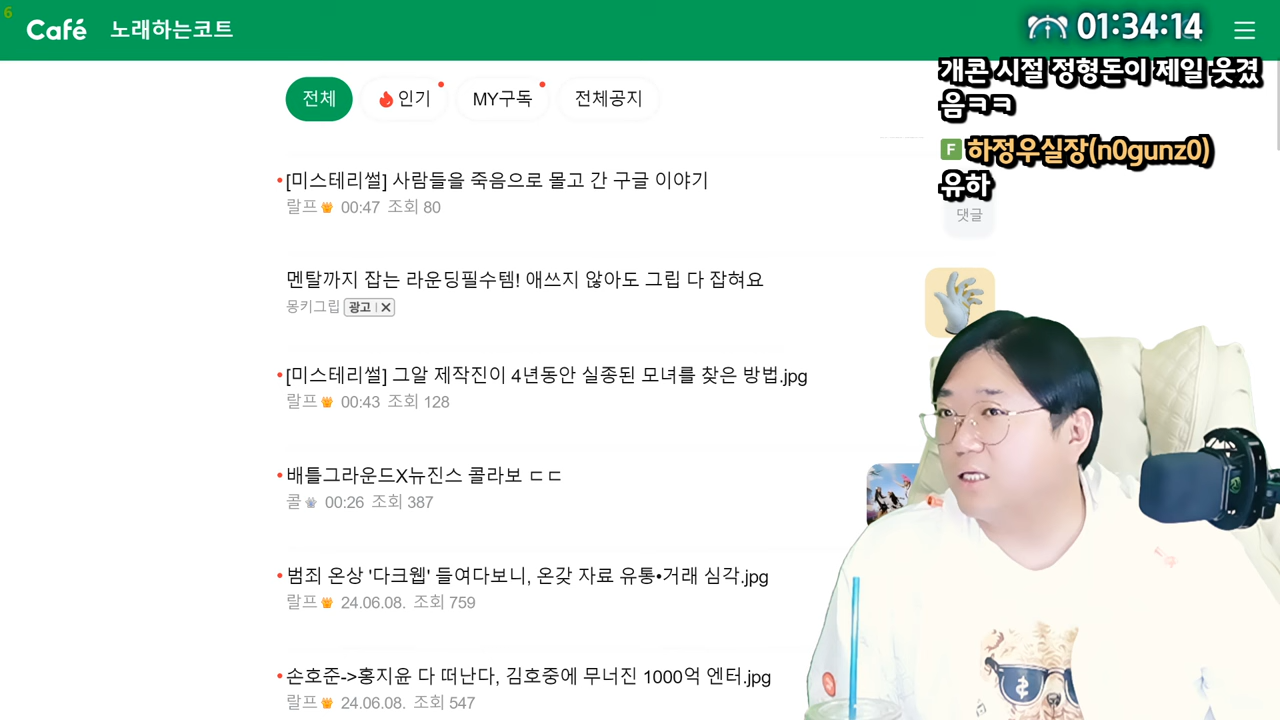 6
Café 노래하는코트
01:34:14
개콘 시절 정형돈이 제일 웃겼
음ㅋㅋ
F 하정우실장(n0gunz0)
유하
댓글
전체 인기 MY구독 전체공지
[미스테리썰] 사람들을 죽음으로 몰고 간 구글 이야기
랄프 00:47 조회 80
멘탈까지 잡는 라운딩필수템! 애쓰지 않아도 그립 다 잡혀요
몽키그립 광고 X
[미스테리썰] 그알 제작진이 4년동안 실종된 모녀를 찾은 방법.jpg
랄프 00:43 조회 128
배틀그라운드X뉴진스 콜라보 ㄷㄷ
콜 00:26 조회 387
범죄 온상 '다크웹' 들여다보니, 온갖 자료 유통•거래 심각.jpg
랄프 24.06.08. 조회 759
손호준->홍지윤 다 떠난다, 김호중에 무너진 1000억 엔터.jpg
랄프 24.06.08. 조회 547